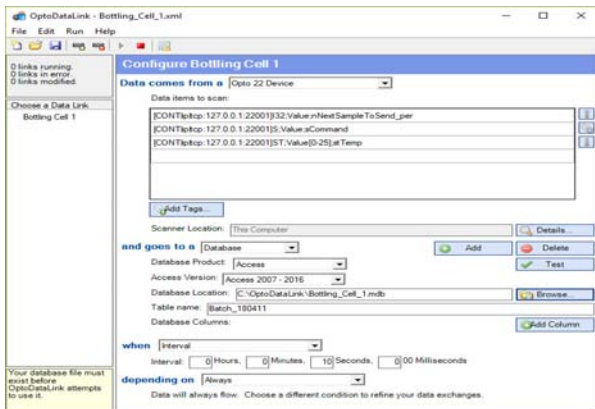 OptoDataLink - Bottling_Cell_1.xml
File Edit Run Help
0 links running.
0 links in error.
0 links modified.
Choose a Data Link
Bottling Cell 1
Your database file must
exist before
OptoDataLink attempts
to use it.
Configure Bottling Cell 1
Data comes from a Opto 22 Device
Data items to scan:
[CONT]ip:tcp:127.0.0.1:22001]I32;Value;nNextSampleToSend_per
[CONT]ip:tcp:127.0.0.1:22001]S;Value;sCommand
[CONT]ip:tcp:127.0.0.1:22001]ST;Value[0-25];stTemp
Add Tags...
Scanner Location: This Computer Details...
and goes to a Database Add Delete
Database Product: Access Test
Access Version: Access 2007 - 2016
Database Location: C:\OptoDataLink\Bottling_Cell_1.mdb Browse...
Table name: Batch_180411
Database Columns: Add Column
when Interval
Interval: 0 Hours, 0 Minutes, 10 Seconds, 0 00 Milliseconds
depending on Always
Data will always flow. Choose a different condition to refine your data exchanges.